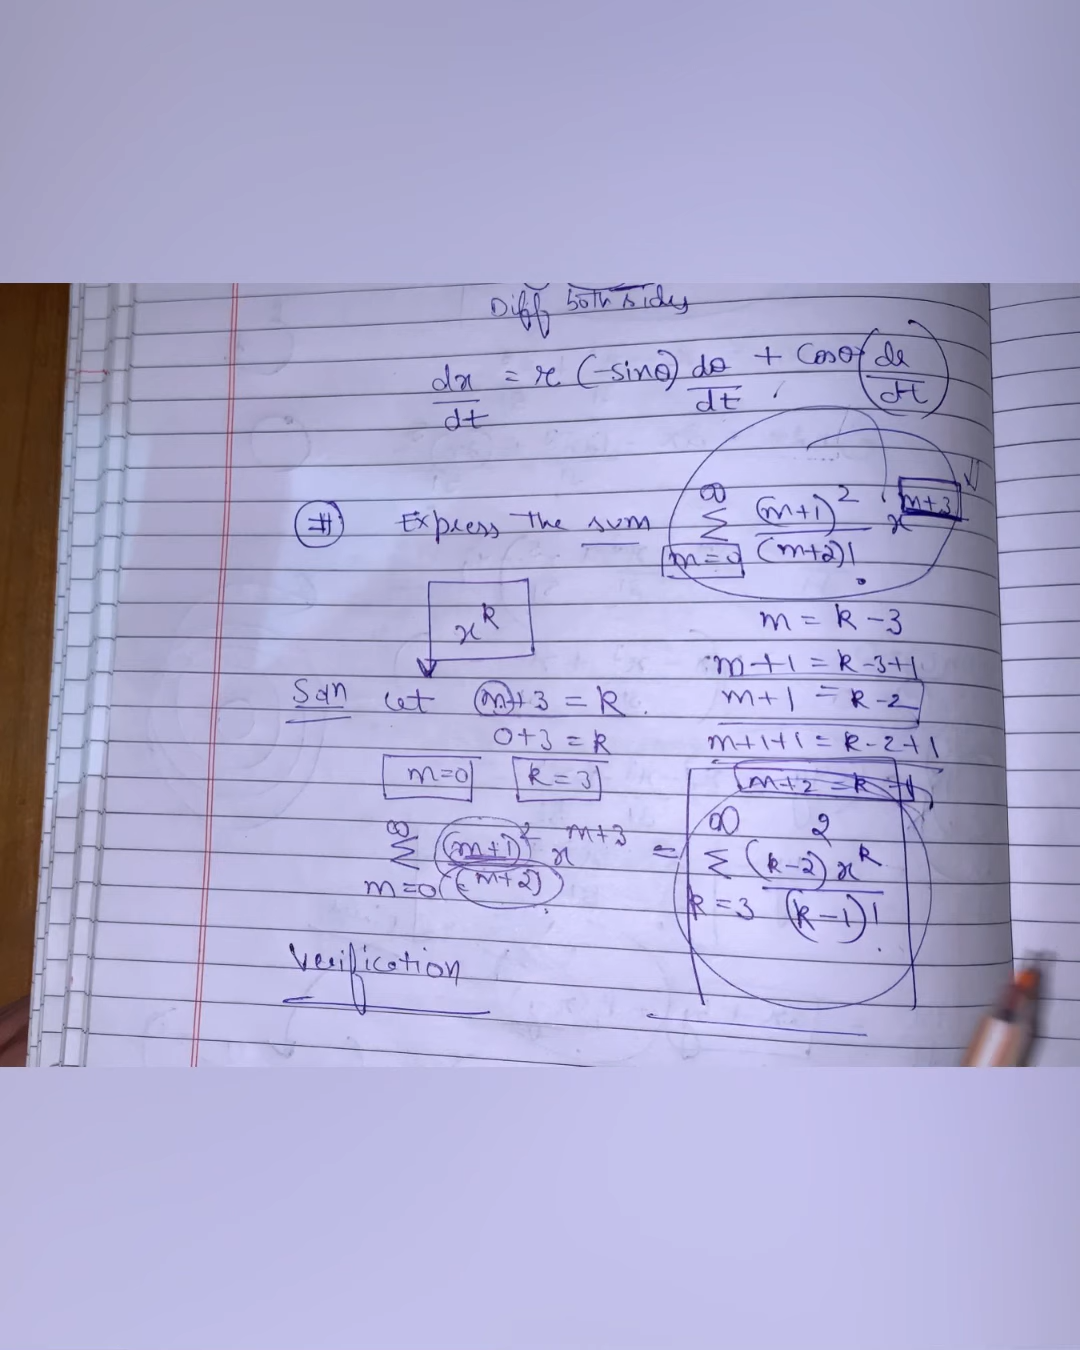 Diff both sides
dx/dt = r (-sinθ) dθ/dt + cosθ dr/dt
# Express the sum ∞ Σ m=0 (m+1)²/(m+2)! . x^(m+3)
x^k
m = k-3
m+1 = k-3+1
Soln let m+3 = k.
m+1 = k-2
0+3 = k
m+1+1 = k-2+1
m=0 k=3
m+2 = k-1
∞ Σ m=0 (m+1)²/(m+2)! x^(m+3) = ∞ Σ k=3 (k-2)² x^k/(k-1)!
Verification